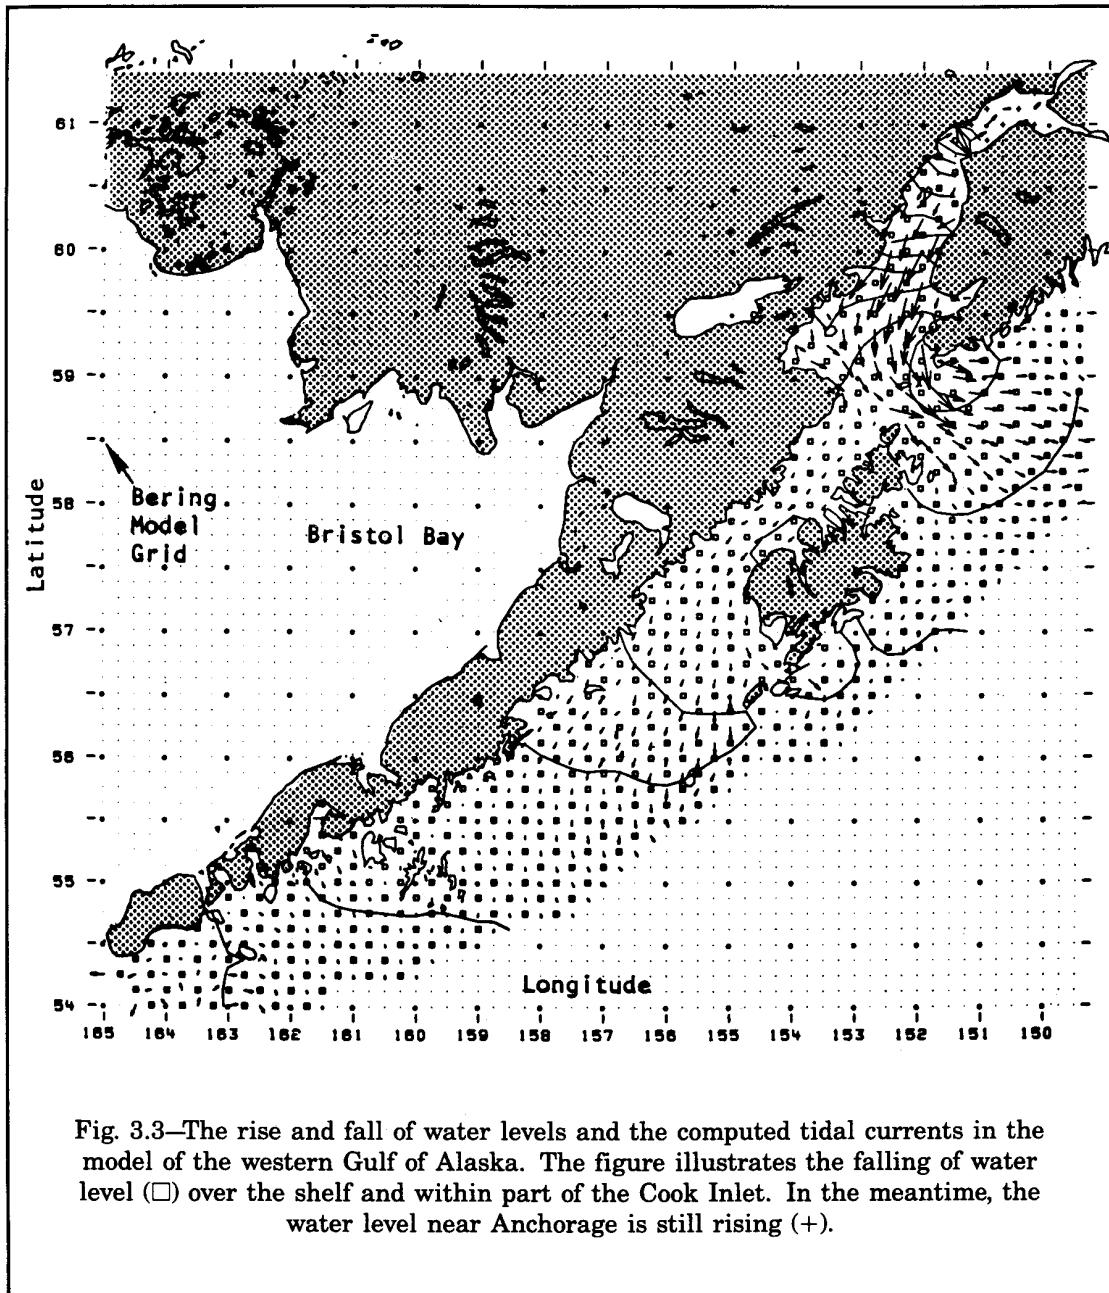 61
60
59
58
57
56
55
54
Latitude
Bering
Model
Grid
Bristol Bay
Longitude
165 164 163 162 161 160 159 158 157 156 155 154 153 152 151 150
Fig. 3.3—The rise and fall of water levels and the computed tidal currents in the
model of the western Gulf of Alaska. The figure illustrates the falling of water
level (□) over the shelf and within part of the Cook Inlet. In the meantime, the
water level near Anchorage is still rising (+).